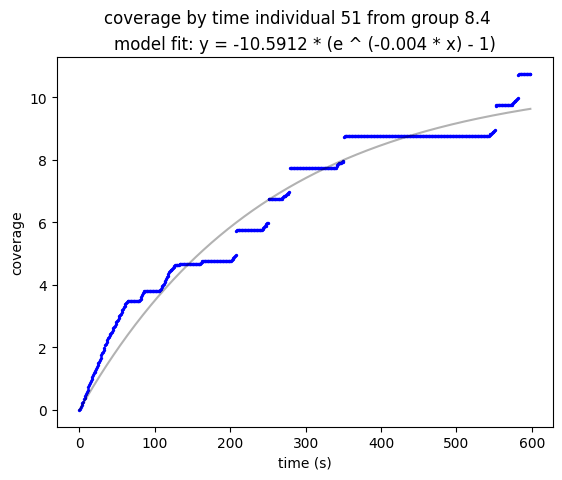 coverage by time individual 51 from group 8.4
model fit: y = -10.5912 * (e ^ (-0.004 * x) - 1)
10
8
6
4
2
0
coverage
0 100 200 300 400 500 600
time (s)